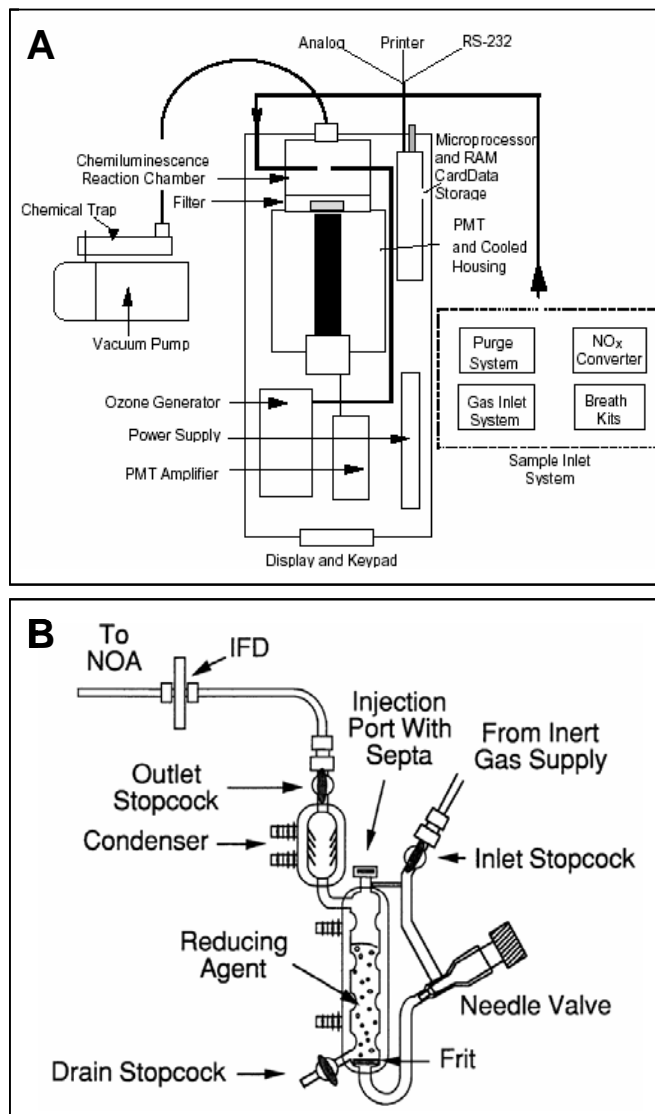 A
Analog
Printer
RS-232
Microprocessor
and RAM
CardData
Storage
Chemiluminescence
Reaction Chamber
Filter
Chemical Trap
PMT
and Cooled
Housing
Vacuum Pump
Purge
System
NOx
Converter
Gas Inlet
System
Breath
Kits
Sample Inlet
System
Ozone Generator
Power Supply
PMT Amplifier
Display and Keypad
B
To
NOA
IFD
Injection
Port With
Septa
From Inert
Gas Supply
Outlet
Stopcock
Condenser
Inlet Stopcock
Reducing
Agent
Needle Valve
Drain Stopcock
Frit